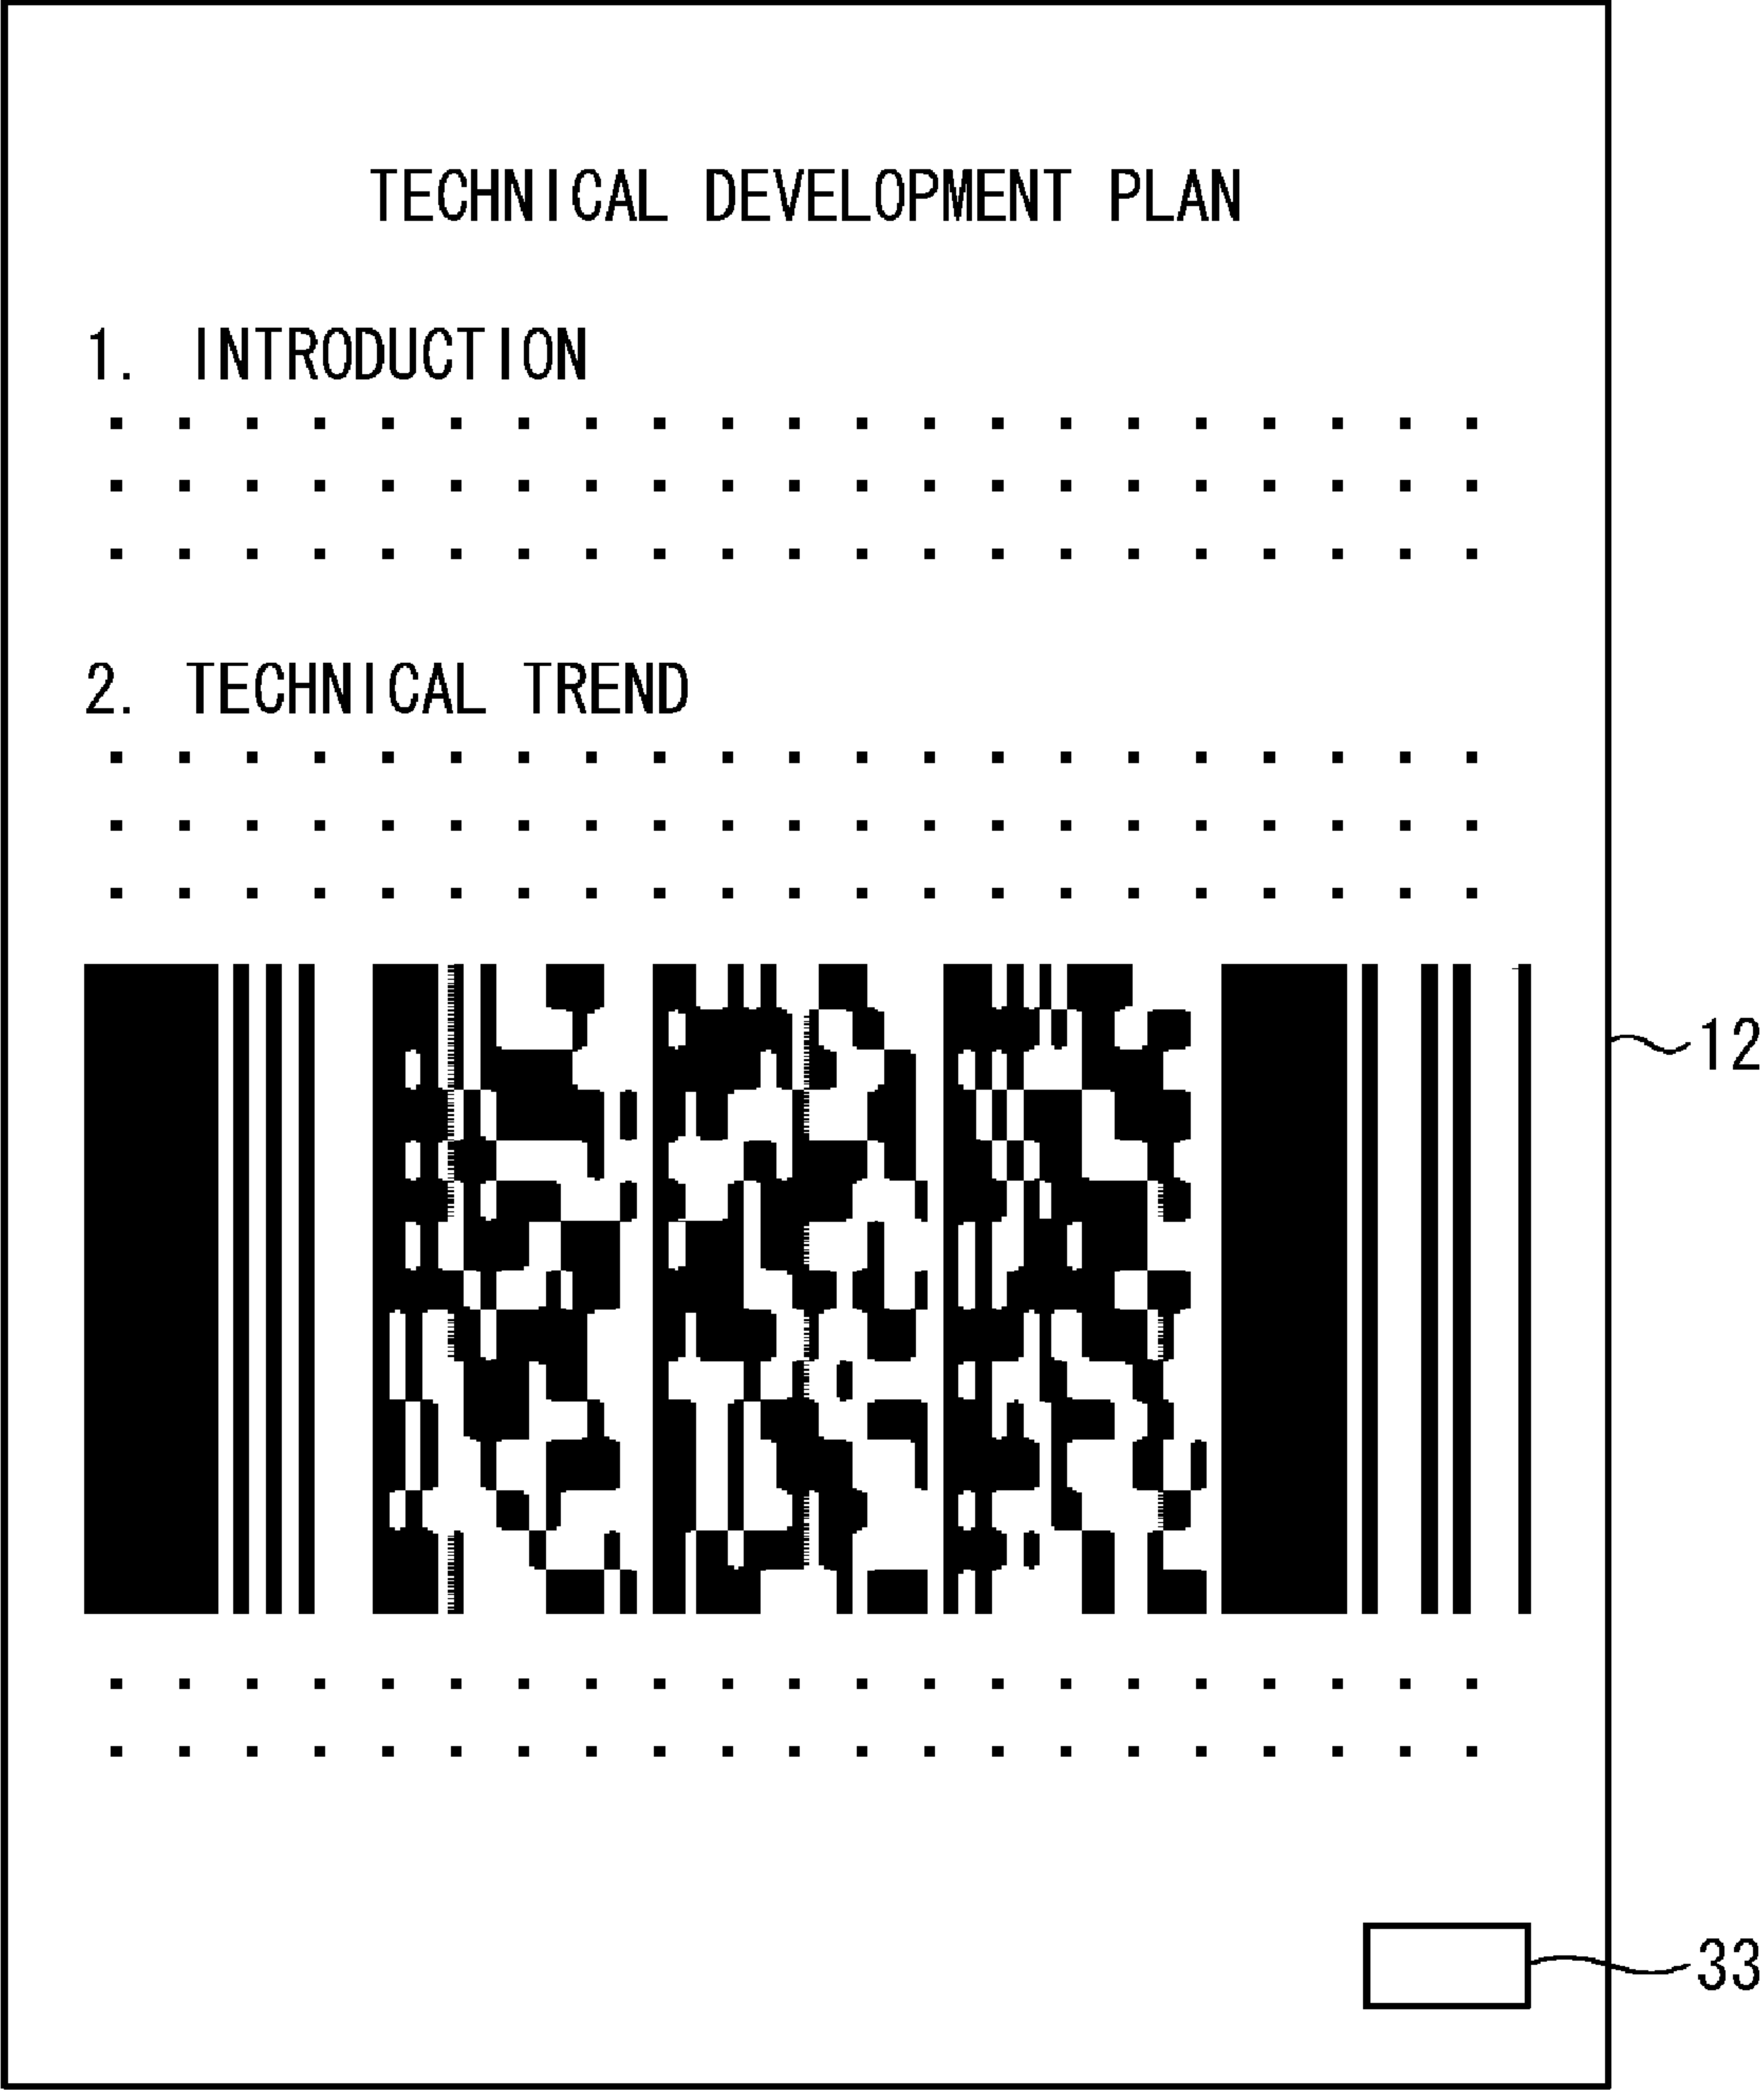 TECHNICAL DEVELOPMENT PLAN
1. INTRODUCTION
2. TECHNICAL TREND
12
33